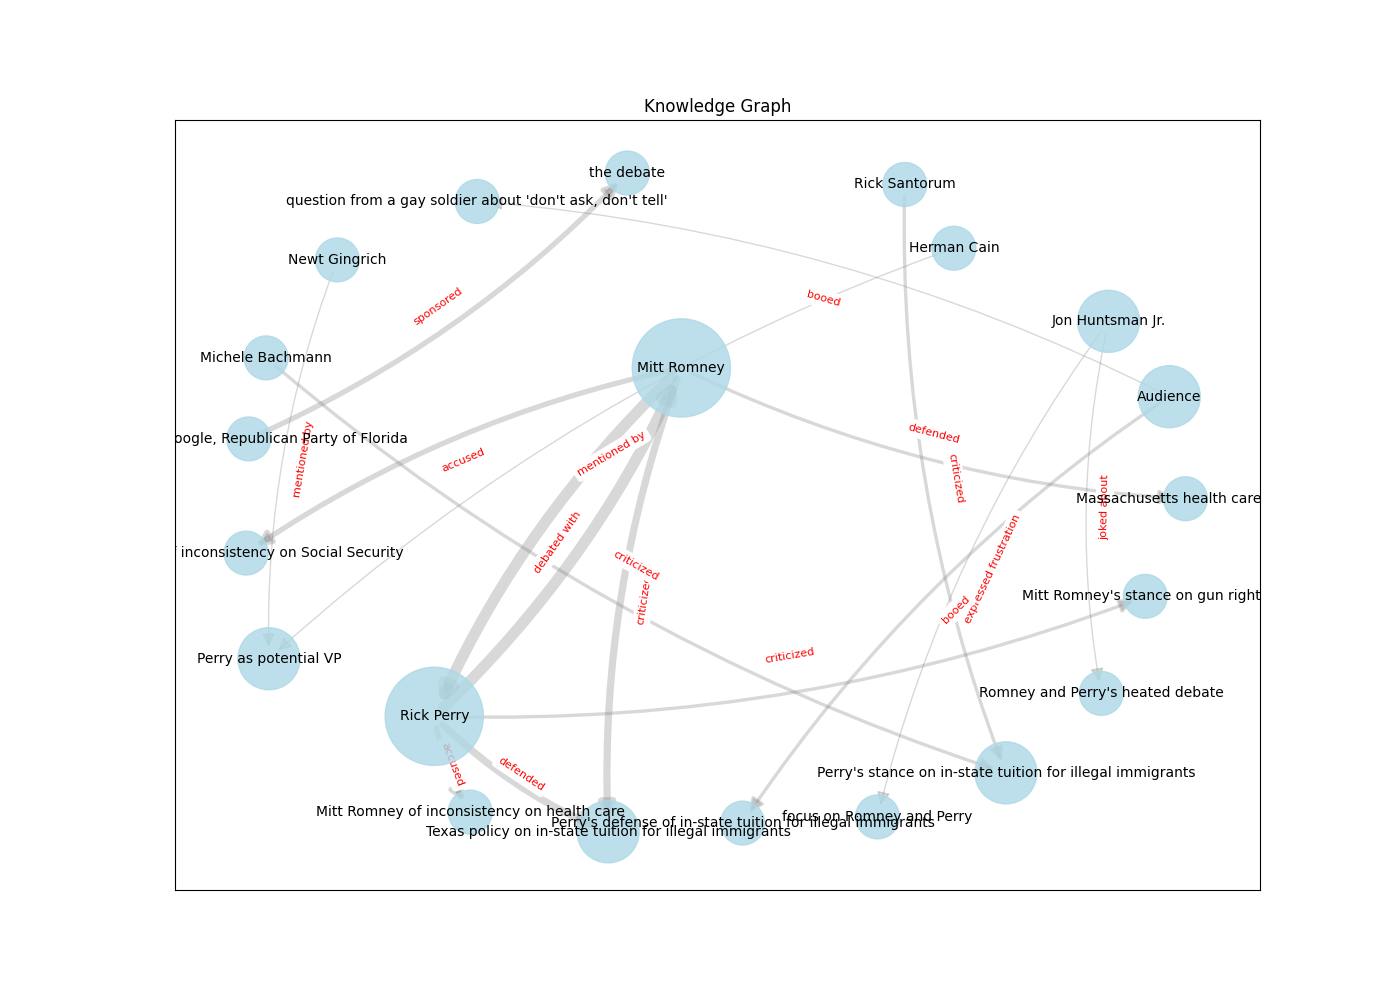 Knowledge Graph
the debate
Rick Santorum
question from a gay soldier about 'don't ask, don't tell'
Herman Cain
Newt Gingrich
booed
sponsored
Jon Huntsman Jr.
Michele Bachmann
Mitt Romney
Audience
oogle, Republican Party of Florida
defended
mentioned by
mentioned by
accused
criticized
Massachusetts health care
joked about
debated with
inconsistency on Social Security
criticized
criticized
expressed frustration
booed
Mitt Romney's stance on gun right
criticized
Perry as potential VP
Romney and Perry's heated debate
Rick Perry
accused
defended
Perry's stance on in-state tuition for illegal immigrants
Mitt Romney of inconsistency on health care
focus on Romney and Perry
Perry's defense of in-state tuition for illegal immigrants
Texas policy on in-state tuition for illegal immigrants